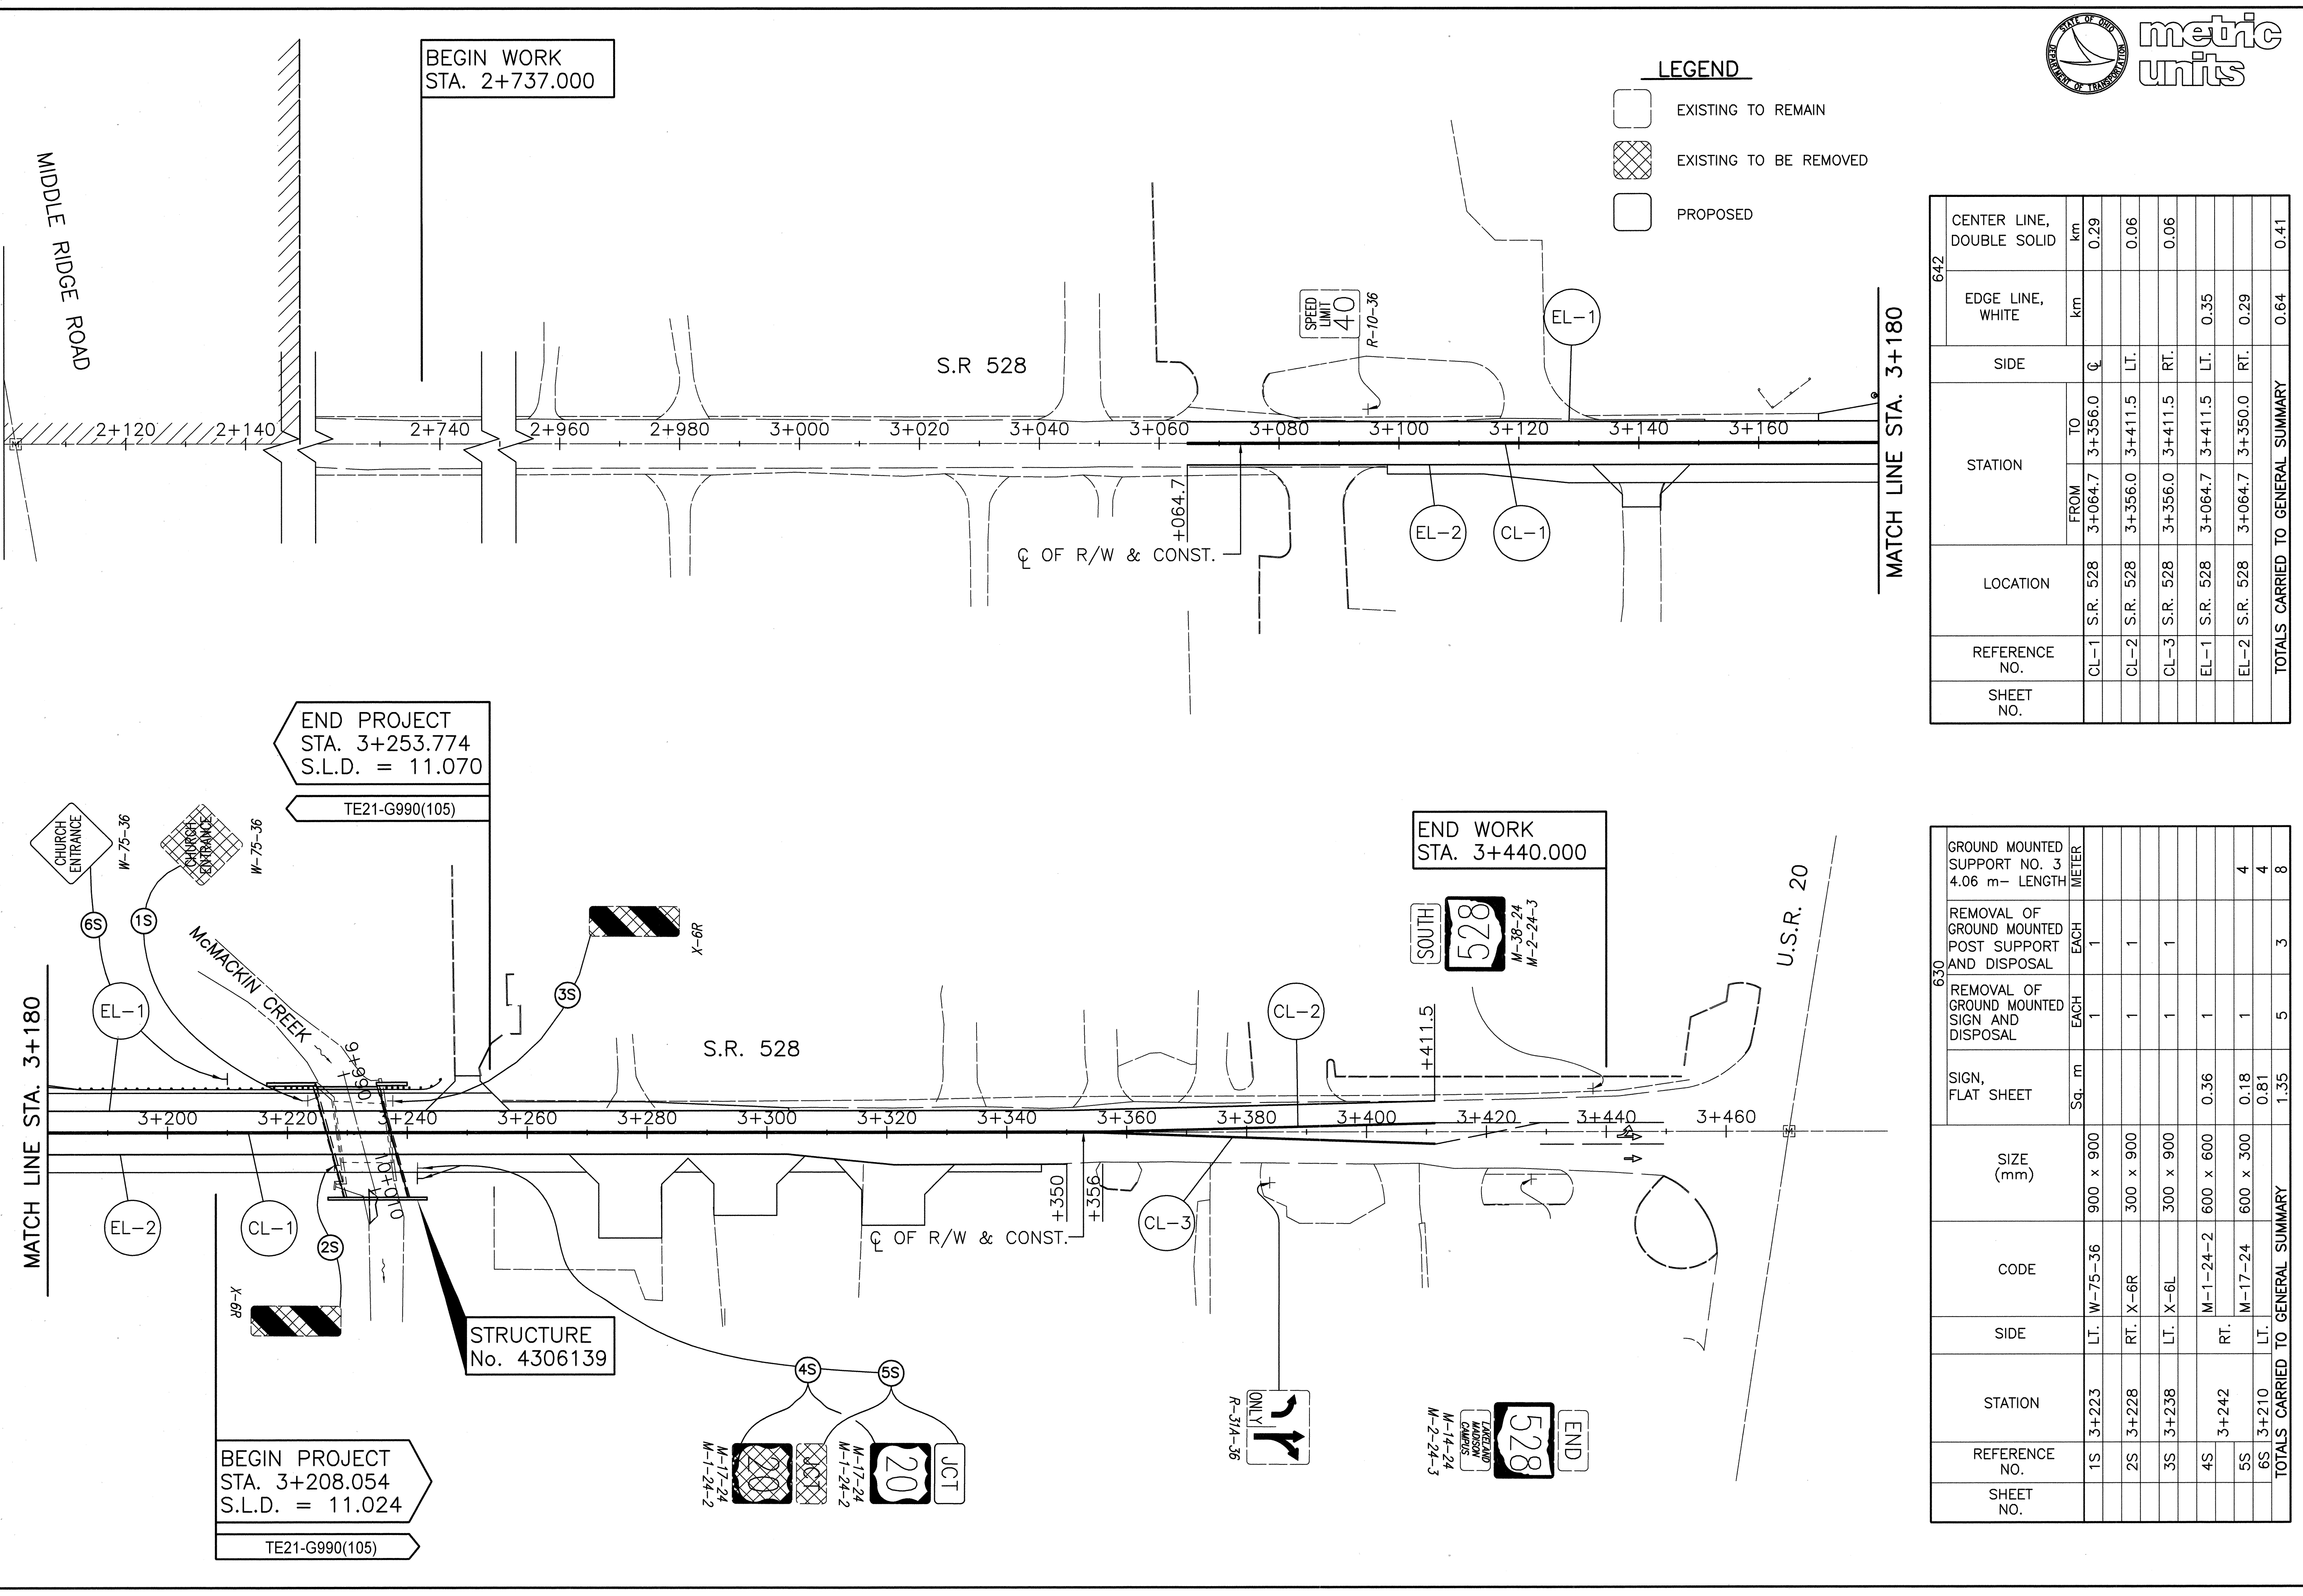 STATE OF OHIO
DEPARTMENT OF TRANSPORTATION
metric
units
BEGIN WORK
STA. 2+737.000
LEGEND
EXISTING TO REMAIN
EXISTING TO BE REMOVED
PROPOSED
MIDDLE RIDGE ROAD
SPEED
LIMIT
40
R-10-36
EL-1
S.R 528
2+120
2+140
2+740
2+960
2+980
3+000
3+020
3+040
3+060
3+080
3+100
3+120
3+140
3+160
+064.7
EL-2
CL-1
℄ OF R/W & CONST.
MATCH LINE STA. 3+180
642
REFERENCE NO. | LOCATION | STATION FROM | TO | SIDE | EDGE LINE, WHITE km | CENTER LINE, DOUBLE SOLID km
SHEET NO.
CL-1 S.R. 528 3+064.7 3+356.0 ℄ 0.29
CL-2 S.R. 528 3+356.0 3+411.5 LT. 0.06
CL-3 S.R. 528 3+356.0 3+411.5 RT. 0.06
EL-1 S.R. 528 3+064.7 3+411.5 LT. 0.35
EL-2 S.R. 528 3+064.7 3+350.0 RT. 0.29
TOTALS CARRIED TO GENERAL SUMMARY 0.64 0.41
END PROJECT
STA. 3+253.774
S.L.D. = 11.070
TE21-G990(105)
CHURCH
ENTRANCE
W-75-36
CHURCH
ENTRANCE
W-75-36
6S
1S
McMACKIN CREEK
EL-1
3S
X-6R
END WORK
STA. 3+440.000
SOUTH
528
M-38-24
M-2-24-3
U.S.R. 20
CL-2
+411.5
S.R. 528
MATCH LINE STA. 3+180
9+990
10+010
3+200
3+220
3+240
3+260
3+280
3+300
3+320
3+340
3+360
3+380
3+400
3+420
3+440
3+460
EL-2
CL-1
2S
X-6R
+350
+356
℄ OF R/W & CONST.
CL-3
STRUCTURE
No. 4306139
4S
5S
BEGIN PROJECT
STA. 3+208.054
S.L.D. = 11.024
TE21-G990(105)
M-17-24
M-1-24-2
20
JCT
M-17-24
M-1-24-2
20
JCT
R-31A-36
ONLY
M-14-24
M-2-24-3
LAKELAND
MADISON
CAMPUS
528
END
630
SHEET NO. | REFERENCE NO. | STATION | SIDE | CODE | SIZE (mm) | SIGN, FLAT SHEET Sq. m | REMOVAL OF GROUND MOUNTED SIGN AND DISPOSAL EACH | REMOVAL OF GROUND MOUNTED POST SUPPORT AND DISPOSAL EACH | GROUND MOUNTED SUPPORT NO. 3 4.06 m- LENGTH METER
1S 3+223 LT. W-75-36 900 x 900 1 1
2S 3+228 RT. X-6R 300 x 900 1 1
3S 3+238 LT. X-6L 300 x 900 1 1
4S 3+242 RT. M-1-24-2 600 x 600 0.36 1
5S M-17-24 600 x 300 0.18 1 4
6S 3+210 LT. 0.81 4
TOTALS CARRIED TO GENERAL SUMMARY 1.35 5 3 8